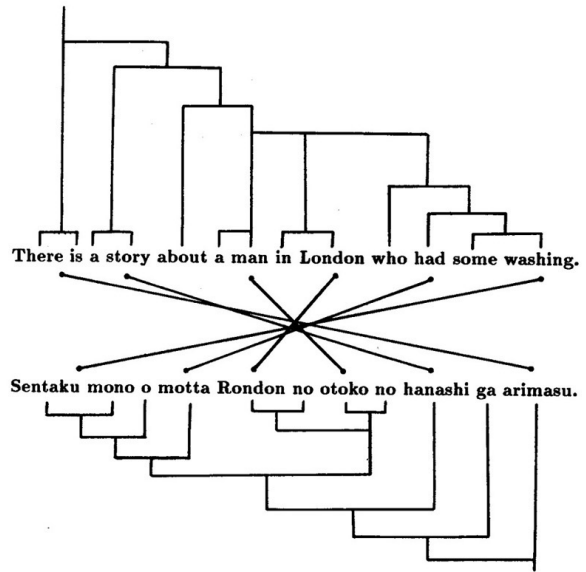 There is a story about a man in London who had some washing.
Sentaku mono o motta Rondon no otoko no hanashi ga arimasu.